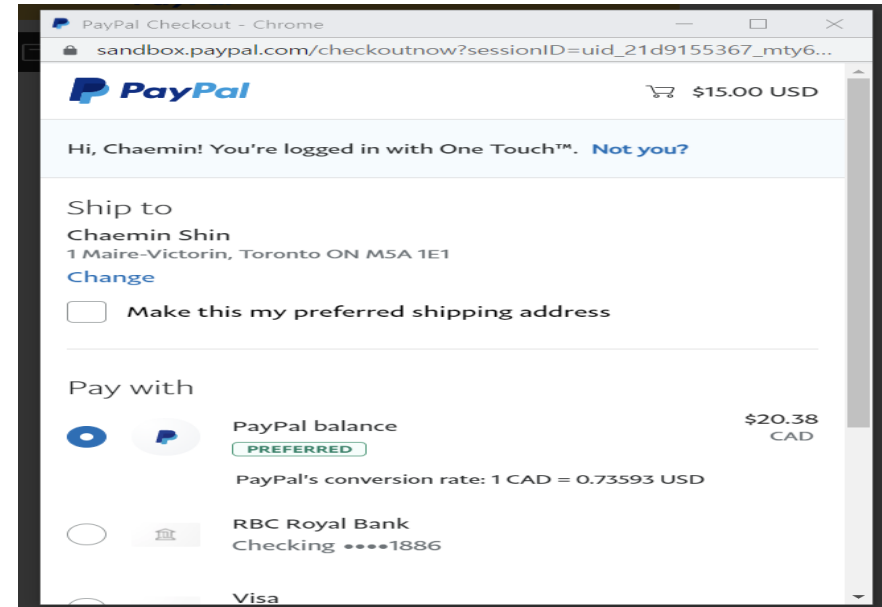 PayPal Checkout - Chrome
sandbox.paypal.com/checkoutnow?sessionID=uid_21d9155367_mty6...
PayPal
$15.00 USD
Hi, Chaemin! You're logged in with One Touch™. Not you?
Ship to
Chaemin Shin
1 Maire-Victorin, Toronto ON M5A 1E1
Change
Make this my preferred shipping address
Pay with
PayPal balance
$20.38
PREFERRED
CAD
PayPal's conversion rate: 1 CAD = 0.73593 USD
RBC Royal Bank
Checking ••••1886
Visa